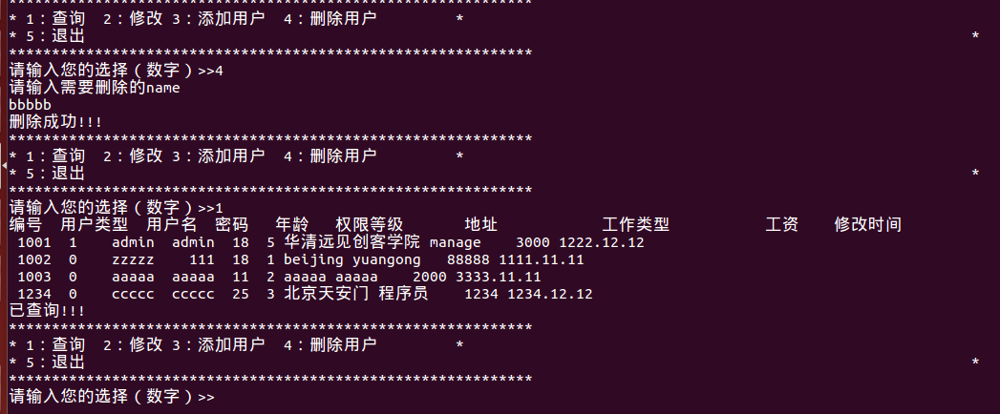 *************************************************************
* 1：查询  2：修改 3：添加用户  4：删除用户         *
* 5：退出                                                                                                       *
*************************************************************
请输入您的选择（数字）>>4
请输入需要删除的name
bbbbb
删除成功!!!
*************************************************************
* 1：查询  2：修改 3：添加用户  4：删除用户         *
* 5：退出                                                                                                       *
*************************************************************
请输入您的选择（数字）>>1
编号  用户类型  用户名  密码   年龄   权限等级       地址            工作类型           工资    修改时间
 1001  1    admin  admin  18  5 华清远见创客学院 manage    3000 1222.12.12
 1002  0    zzzzz    111  18  1 beijing yuangong   88888 1111.11.11
 1003  0    aaaaa  aaaaa  11  2 aaaaa aaaaa    2000 3333.11.11
 1234  0    ccccc  ccccc  25  3 北京天安门 程序员    1234 1234.12.12
已查询!!!
*************************************************************
* 1：查询  2：修改 3：添加用户  4：删除用户         *
* 5：退出                                                                                                       *
*************************************************************
请输入您的选择（数字）>>